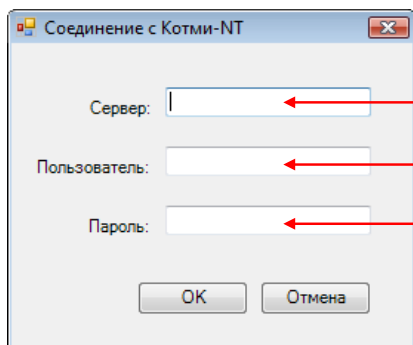 Соединение с Котми-NT
Сервер:
Пользователь:
Пароль:
OK
Отмена